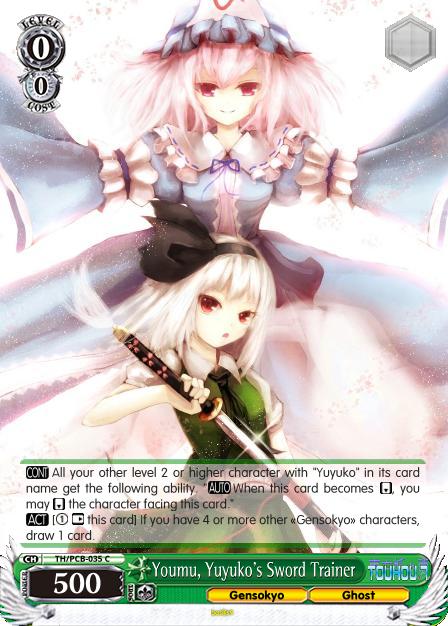 LEVEL
0
0
COST
CONT All your other level 2 or higher character with "Yuyuko" in its card
name get the following ability. "AUTO When this card becomes , you
may the character facing this card."
ACT [① this card] If you have 4 or more other «Gensokyo» characters,
draw 1 card.
TH/PCB-035 C
POWER 500 SOUL
Youmu, Yuyuko's Sword Trainer
Gensokyo Ghost